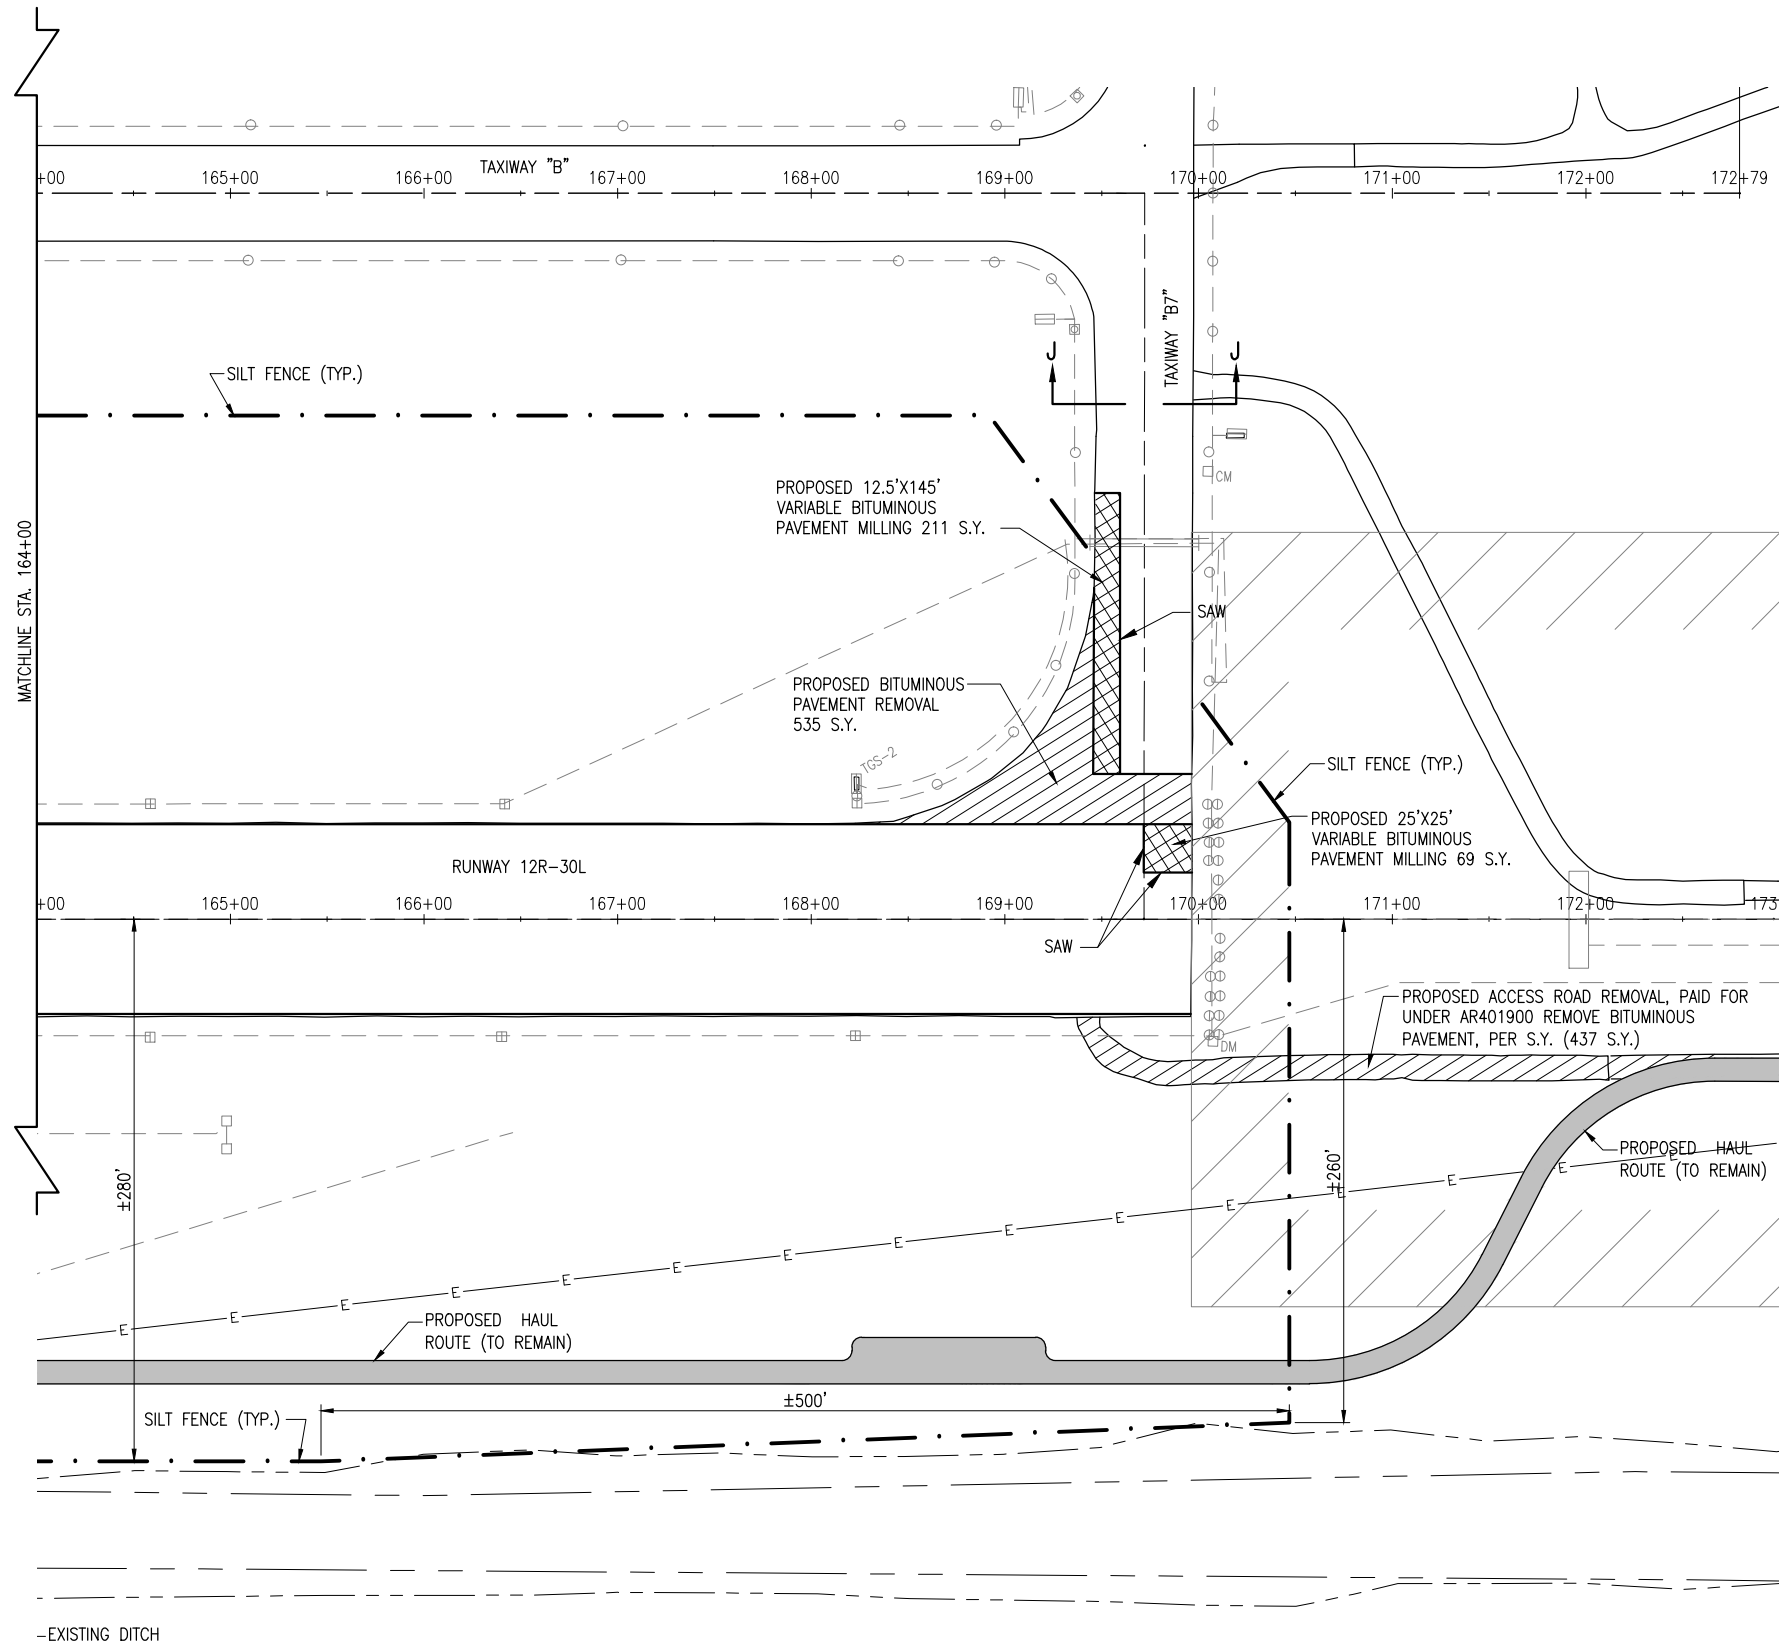 TAXIWAY "B"
+00
165+00
166+00
167+00
168+00
169+00
170+00
171+00
172+00
172+79
TAXIWAY "B7"
J
J
SILT FENCE (TYP.)
CM
PROPOSED 12.5'X145'
VARIABLE BITUMINOUS
PAVEMENT MILLING 211 S.Y.
MATCHLINE STA. 164+00
SAW
PROPOSED BITUMINOUS
PAVEMENT REMOVAL
535 S.Y.
TGS-2
SILT FENCE (TYP.)
PROPOSED 25'X25'
VARIABLE BITUMINOUS
PAVEMENT MILLING 69 S.Y.
RUNWAY 12R-30L
+00
165+00
166+00
167+00
168+00
169+00
170+00
171+00
172+00
173
SAW
PROPOSED ACCESS ROAD REMOVAL, PAID FOR
UNDER AR401900 REMOVE BITUMINOUS
PAVEMENT, PER S.Y. (437 S.Y.)
DM
±280'
±260'
PROPOSED HAUL
ROUTE (TO REMAIN)
E E E E E E E E E E E E E E E
PROPOSED HAUL
ROUTE (TO REMAIN)
±500'
SILT FENCE (TYP.)
EXISTING DITCH